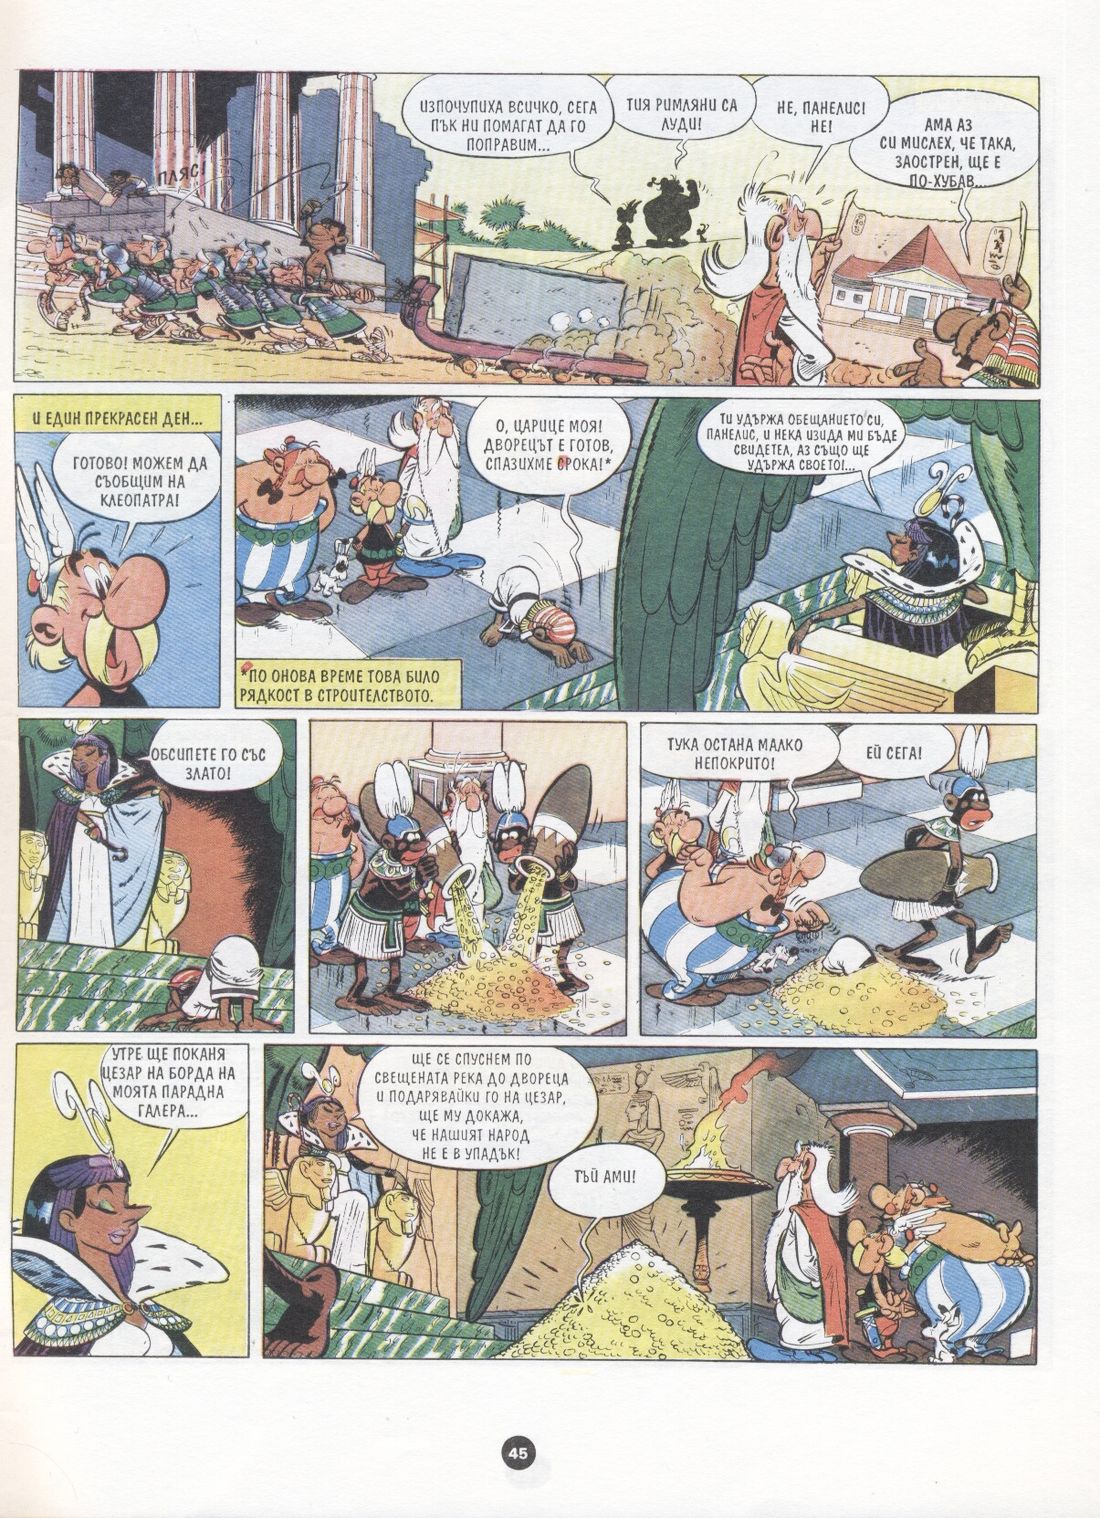 ИЗПОЧУПИХА ВСИЧКО, СЕГА
ПЪК НИ ПОМАГАТ ДА ГО
ПОПРАВИМ...
ТИЯ РИМЛЯНИ СА
ЛУДИ!
НЕ, ПАНЕЛИС!
НЕ!
АМА АЗ
СИ МИСЛЕХ, ЧЕ ТАКА,
ЗАОСТРЕН, ЩЕ Е
ПО-ХУБАВ...
ПЛЯС!
И ЕДИН ПРЕКРАСЕН ДЕН...
ГОТОВО! МОЖЕМ ДА
СЪОБЩИМ НА
КЛЕОПАТРА!
О, ЦАРИЦЕ МОЯ!
ДВОРЕЦЪТ Е ГОТОВ,
СПАЗИХМЕ СРОКА!*
*ПО ОНОВА ВРЕМЕ ТОВА БИЛО
РЯДКОСТ В СТРОИТЕЛСТВОТО.
ТИ УДЪРЖА ОБЕЩАНИЕТО СИ,
ПАНЕЛИС, И НЕКА ИЗИДА МИ БЪДЕ
СВИДЕТЕЛ, АЗ СЪЩО ЩЕ
УДЪРЖА СВОЕТО!...
ОБСИПЕТЕ ГО СЪС
ЗЛАТО!
ТУКА ОСТАНА МАЛКО
НЕПОКРИТО!
ЕЙ СЕГА!
УТРЕ ЩЕ ПОКАНЯ
ЦЕЗАР НА БОРДА НА
МОЯТА ПАРАДНА
ГАЛЕРА...
ЩЕ СЕ СПУСНЕМ ПО
СВЕЩЕНАТА РЕКА ДО ДВОРЕЦА
И ПОДАРЯВАЙКИ ГО НА ЦЕЗАР,
ЩЕ МУ ДОКАЖА,
ЧЕ НАШИЯТ НАРОД
НЕ Е В УПАДЪК!
ТЪЙ АМИ!
45